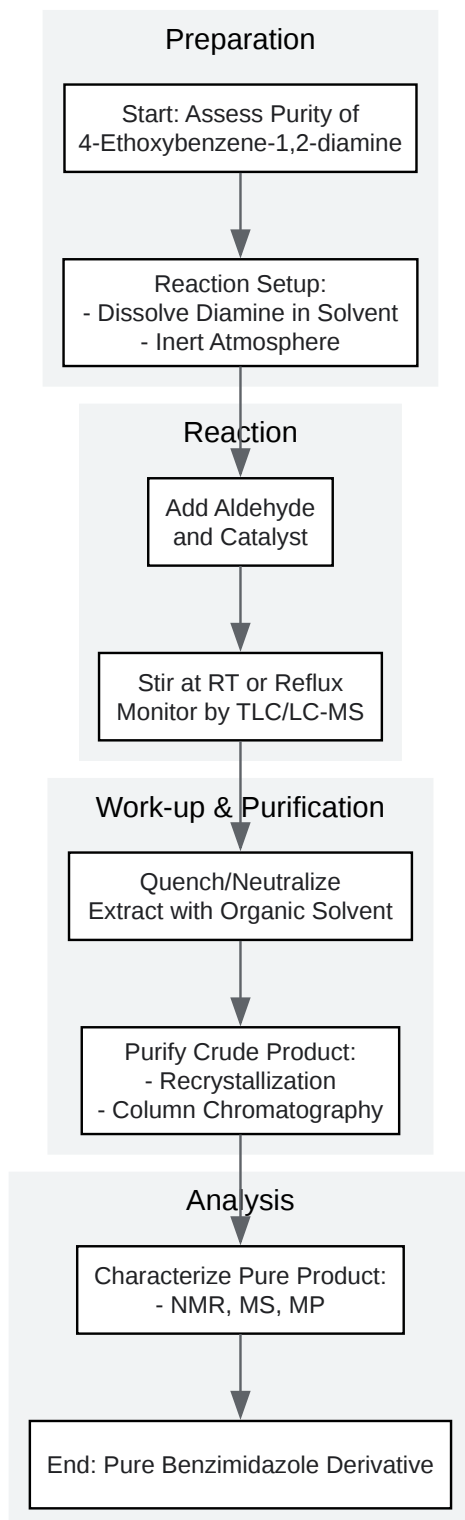 Preparation
Start: Assess Purity of
4-Ethoxybenzene-1,2-diamine
Reaction Setup:
- Dissolve Diamine in Solvent
- Inert Atmosphere
Reaction
Add Aldehyde
and Catalyst
Stir at RT or Reflux
Monitor by TLC/LC-MS
Work-up & Purification
Quench/Neutralize
Extract with Organic Solvent
Purify Crude Product:
- Recrystallization
- Column Chromatography
Analysis
Characterize Pure Product:
- NMR, MS, MP
End: Pure Benzimidazole Derivative